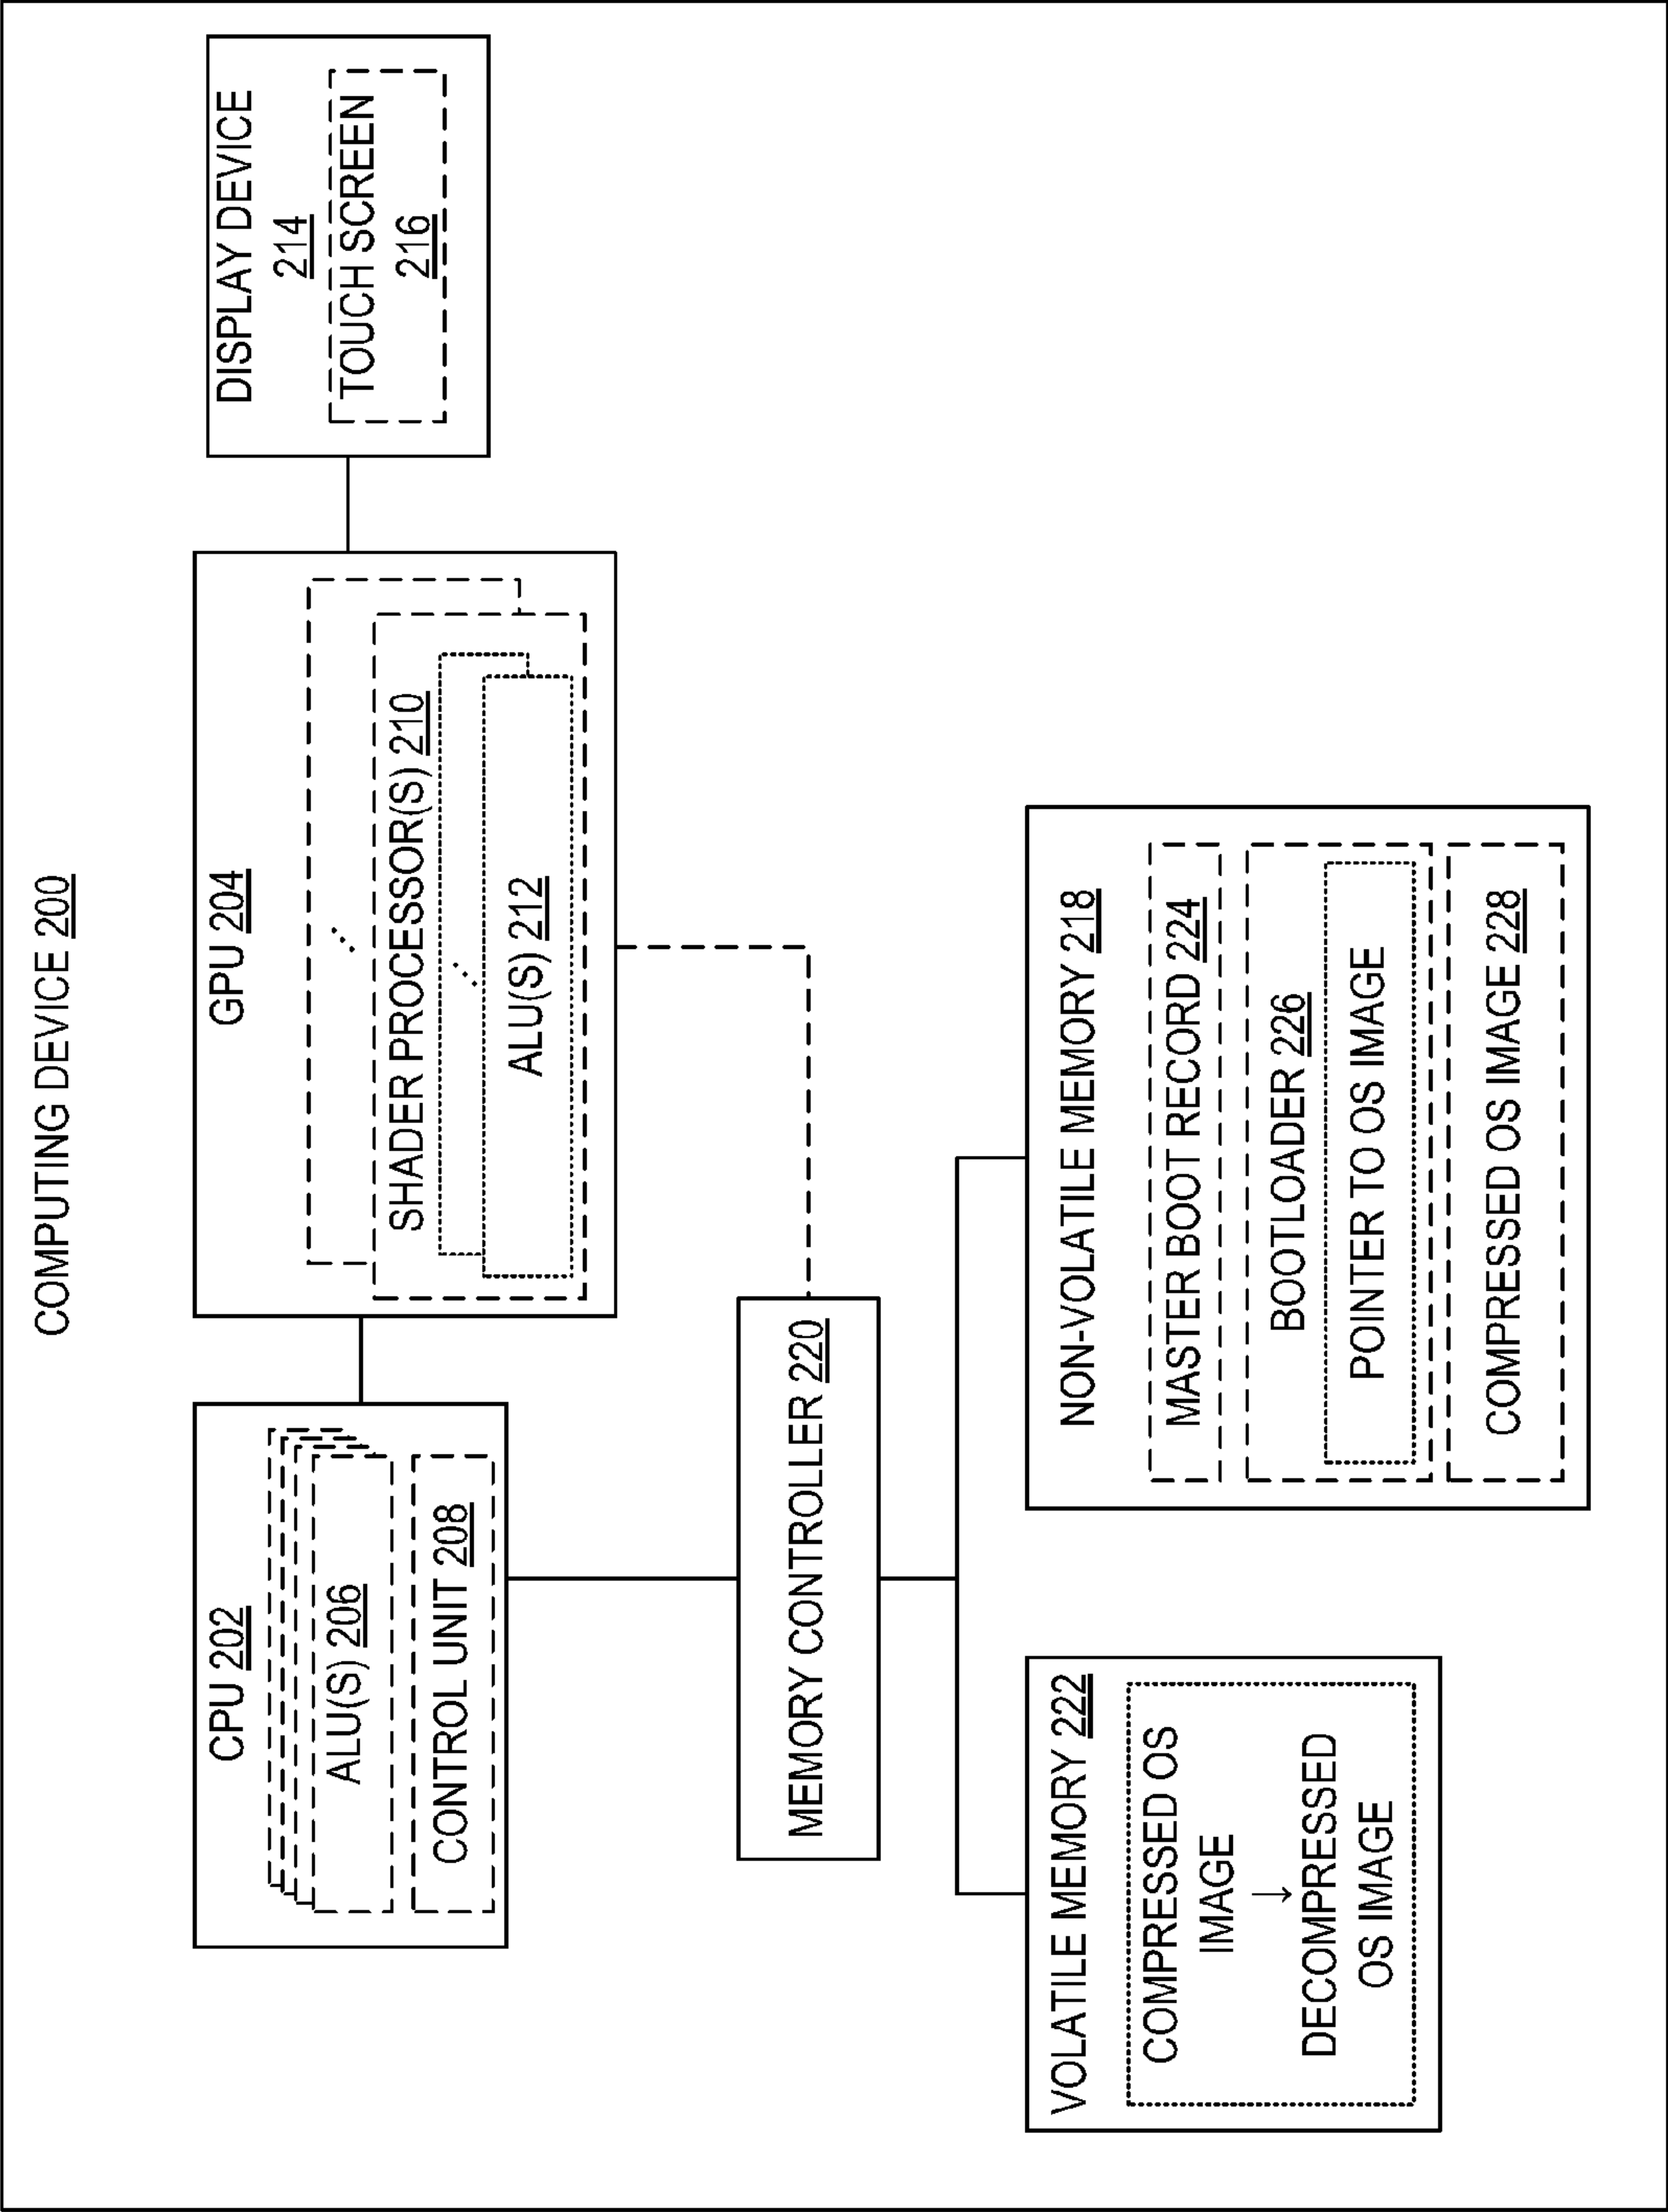 COMPUTING DEVICE 200
CPU 202
ALU(S) 206
CONTROL UNIT 208
GPU 204
SHADER PROCESSOR(S) 210
ALU(S) 212
DISPLAY DEVICE
214
TOUCH SCREEN
216
MEMORY CONTROLLER 220
VOLATILE MEMORY 222
COMPRESSED OS
IMAGE
→
DECOMPRESSED
OS IMAGE
NON-VOLATILE MEMORY 218
MASTER BOOT RECORD 224
BOOTLOADER 226
POINTER TO OS IMAGE
COMPRESSED OS IMAGE 228